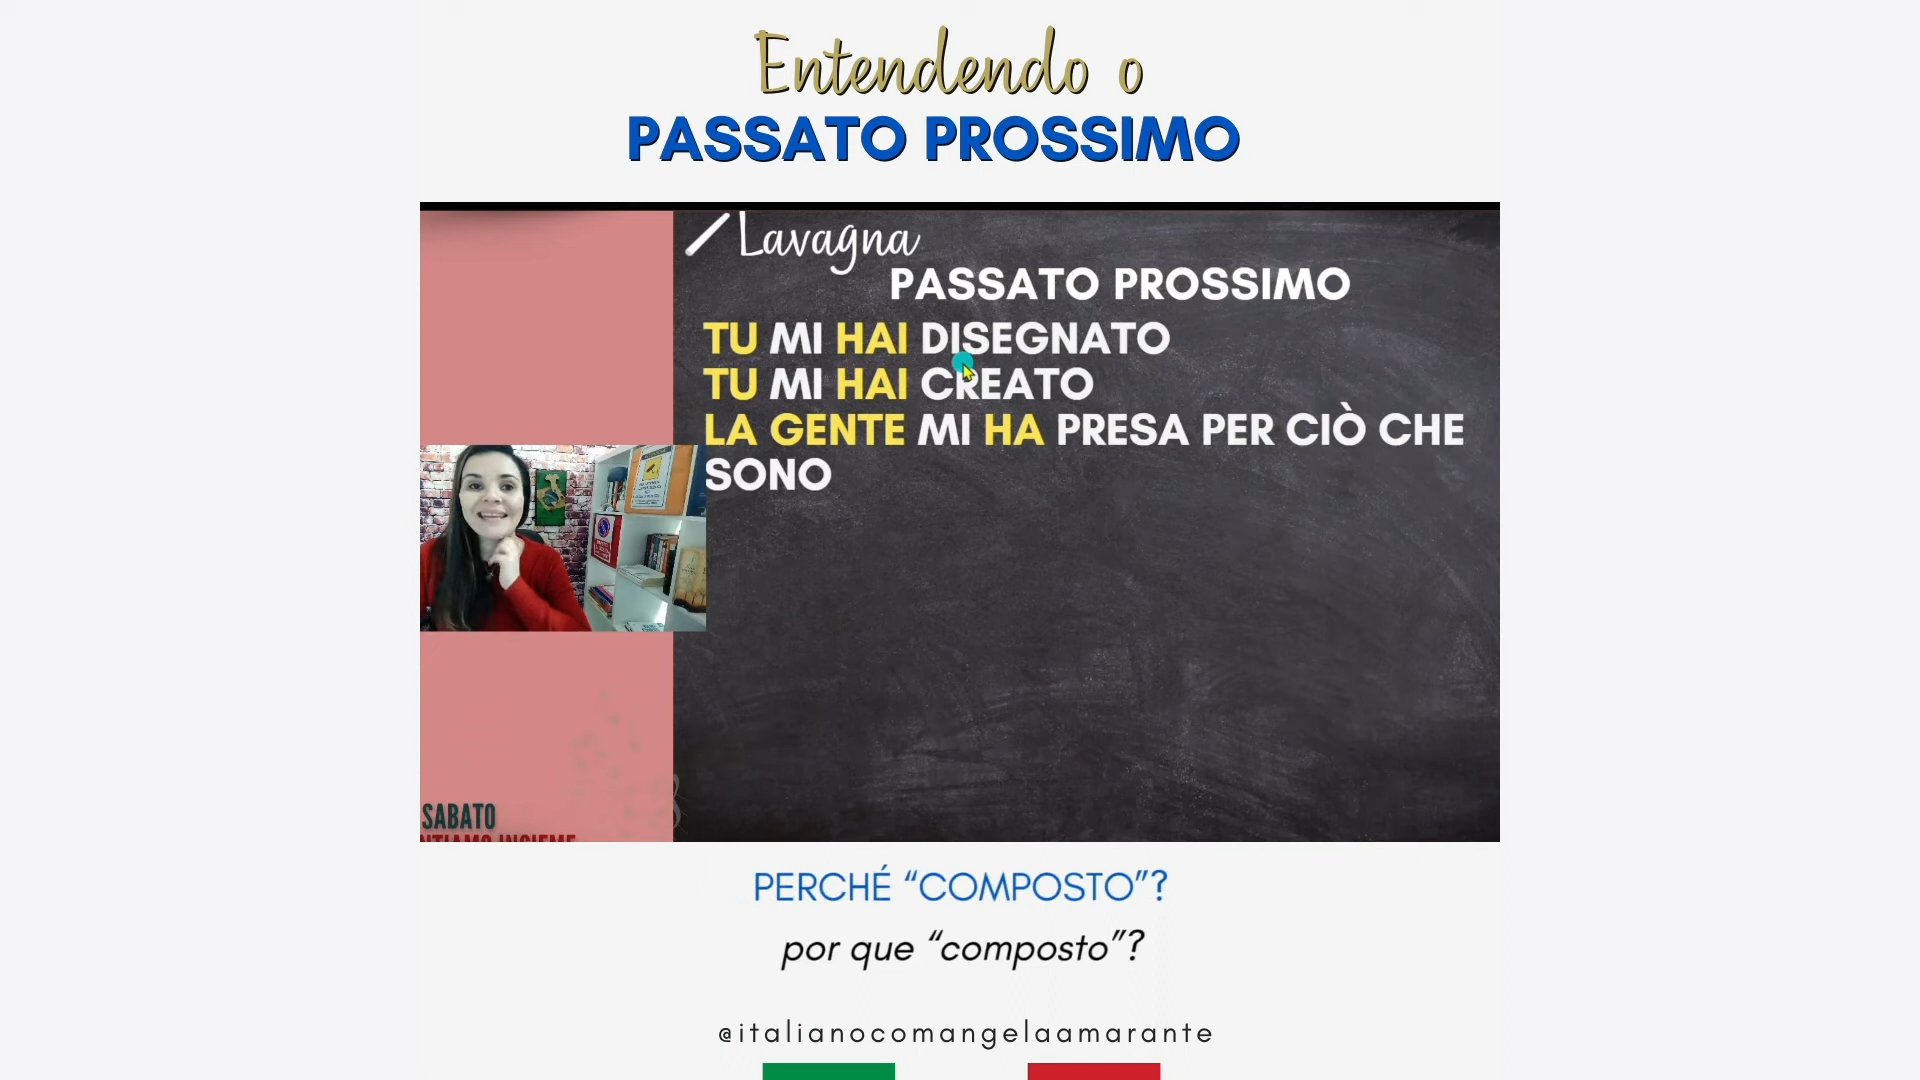 Entendendo o
PASSATO PROSSIMO
Lavagna
PASSATO PROSSIMO
TU MI HAI DISEGNATO
TU MI HAI CREATO
LA GENTE MI HA PRESA PER CIÒ CHE
SONO
SABATO
INSIEME
PERCHÉ “COMPOSTO”?
por que “composto”?
@italianocomangelaamarante